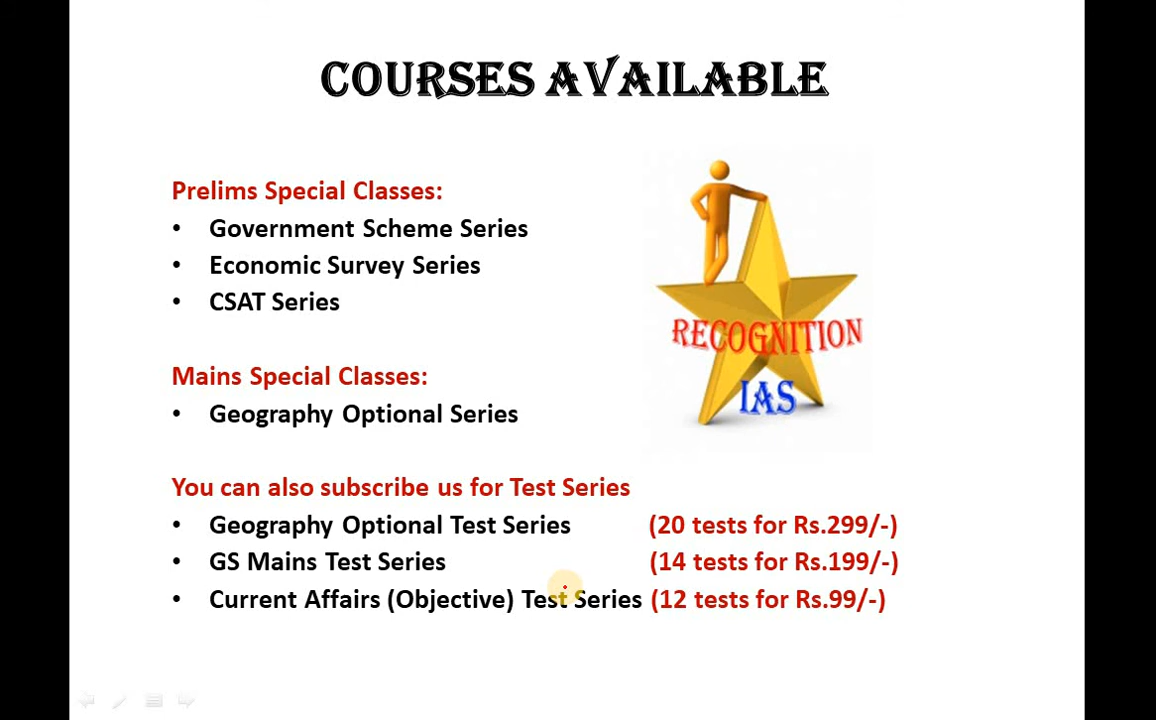 COURSES AVAILABLE
Prelims Special Classes:
• Government Scheme Series
• Economic Survey Series
• CSAT Series
RECOGNITION
IAS
Mains Special Classes:
• Geography Optional Series
You can also subscribe us for Test Series
• Geography Optional Test Series (20 tests for Rs.299/-)
• GS Mains Test Series (14 tests for Rs.199/-)
• Current Affairs (Objective) Test Series (12 tests for Rs.99/-)